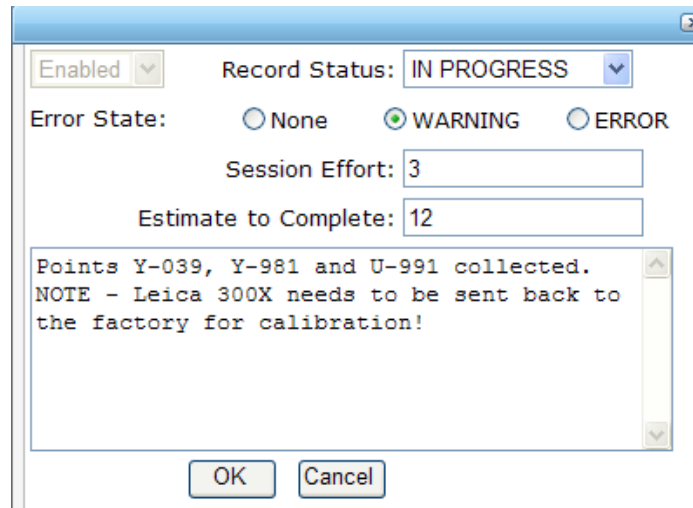 Enabled Record Status: IN PROGRESS
Error State: None WARNING ERROR
Session Effort: 3
Estimate to Complete: 12
Points Y-039, Y-981 and U-991 collected.
NOTE - Leica 300X needs to be sent back to
the factory for calibration!
OK Cancel